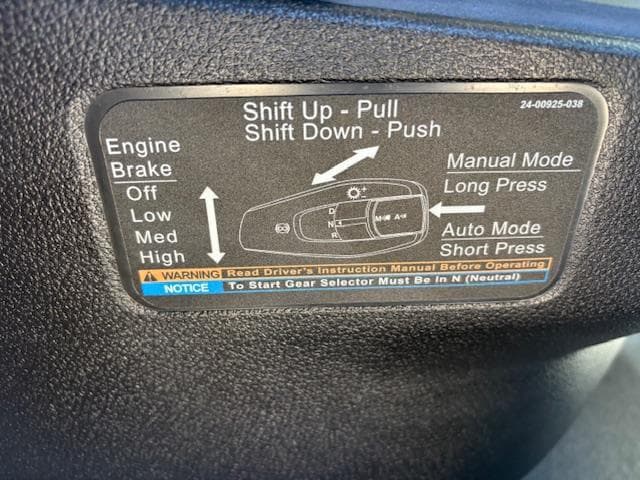 Shift Up - Pull
Shift Down - Push
24-00925-038
Engine
Brake
Off
Low
Med
High
Manual Mode
Long Press
Auto Mode
Short Press
D
N
R
M
A
WARNING Read Driver's Instruction Manual Before Operating
NOTICE To Start Gear Selector Must Be In N (Neutral)